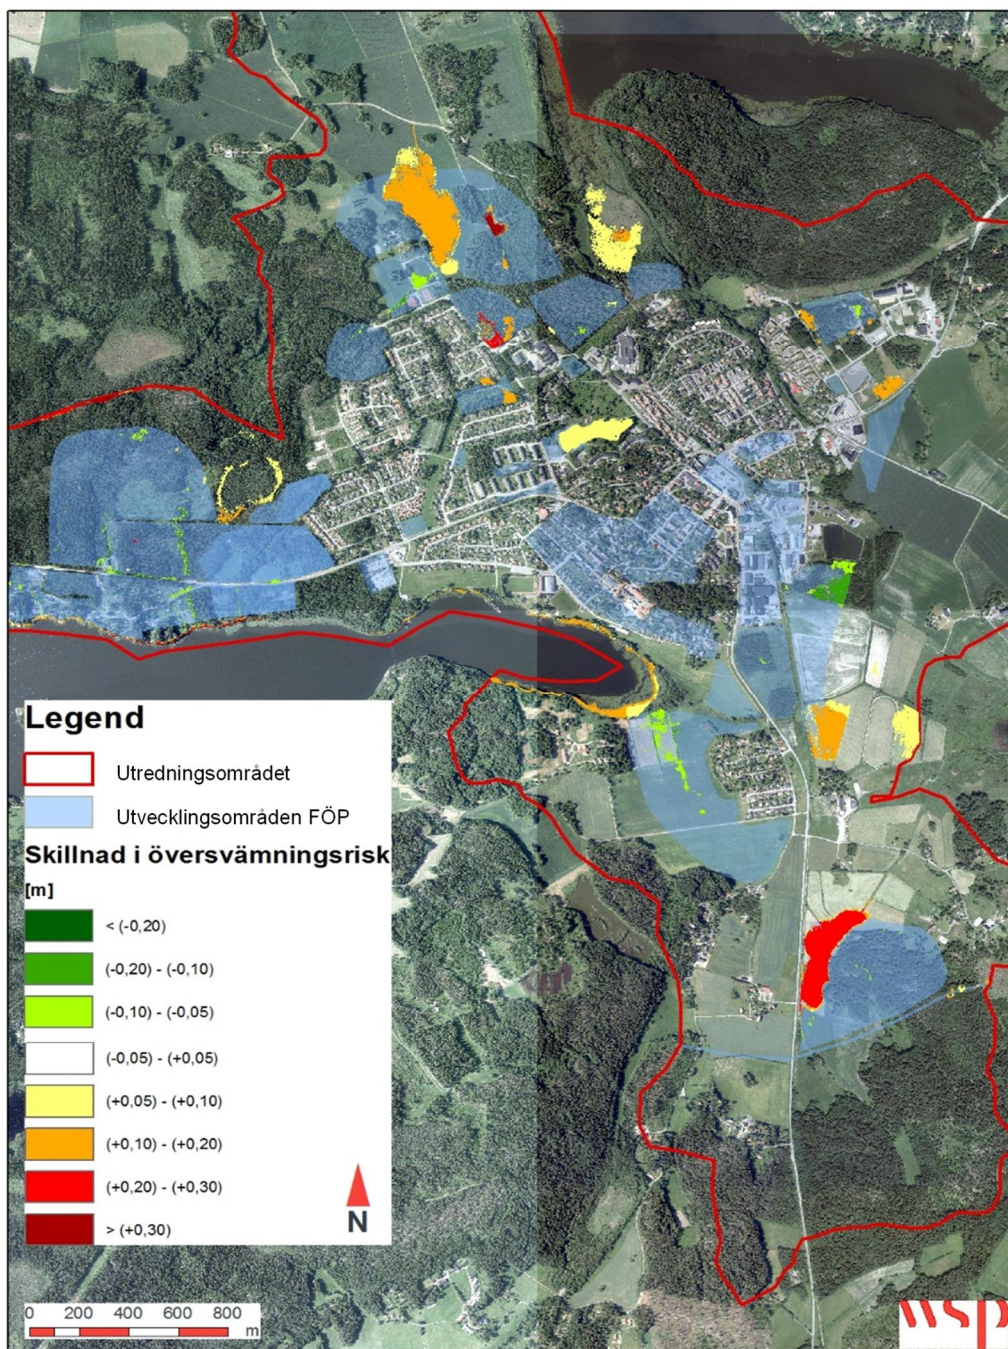 Legend
Utredningsområdet
Utvecklingsområden FÖP
Skillnad i översvämningsrisk
[m]
< (-0,20)
(-0,20) - (-0,10)
(-0,10) - (-0,05)
(-0,05) - (+0,05)
(+0,05) - (+0,10)
(+0,10) - (+0,20)
(+0,20) - (+0,30)
> (+0,30)
N
0 200 400 600 800
m
wsp